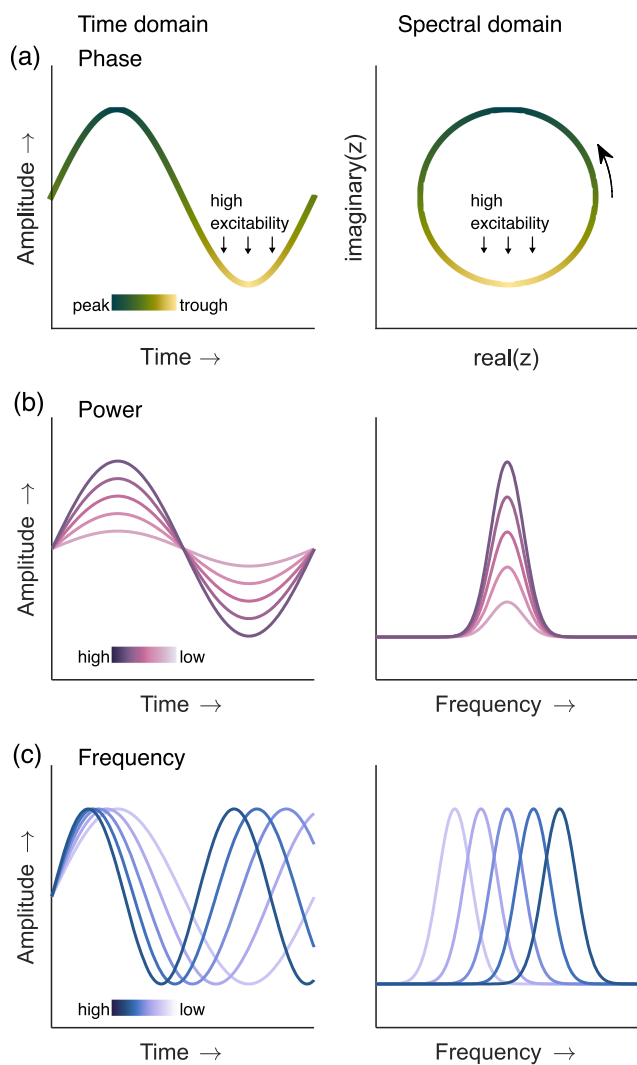 Time domain
Spectral domain
(a)
Phase
Amplitude →
high
excitability
peak
trough
Time →
imaginary(z)
high
excitability
real(z)
(b)
Power
Amplitude →
high
low
Time →
Frequency →
(c)
Frequency
Amplitude →
high
low
Time →
Frequency →